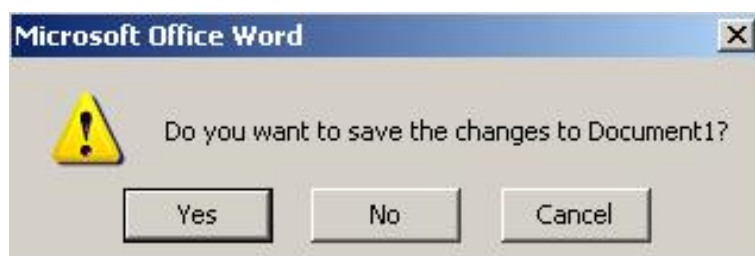 Microsoft Office Word
Do you want to save the changes to Document1?
Yes No Cancel